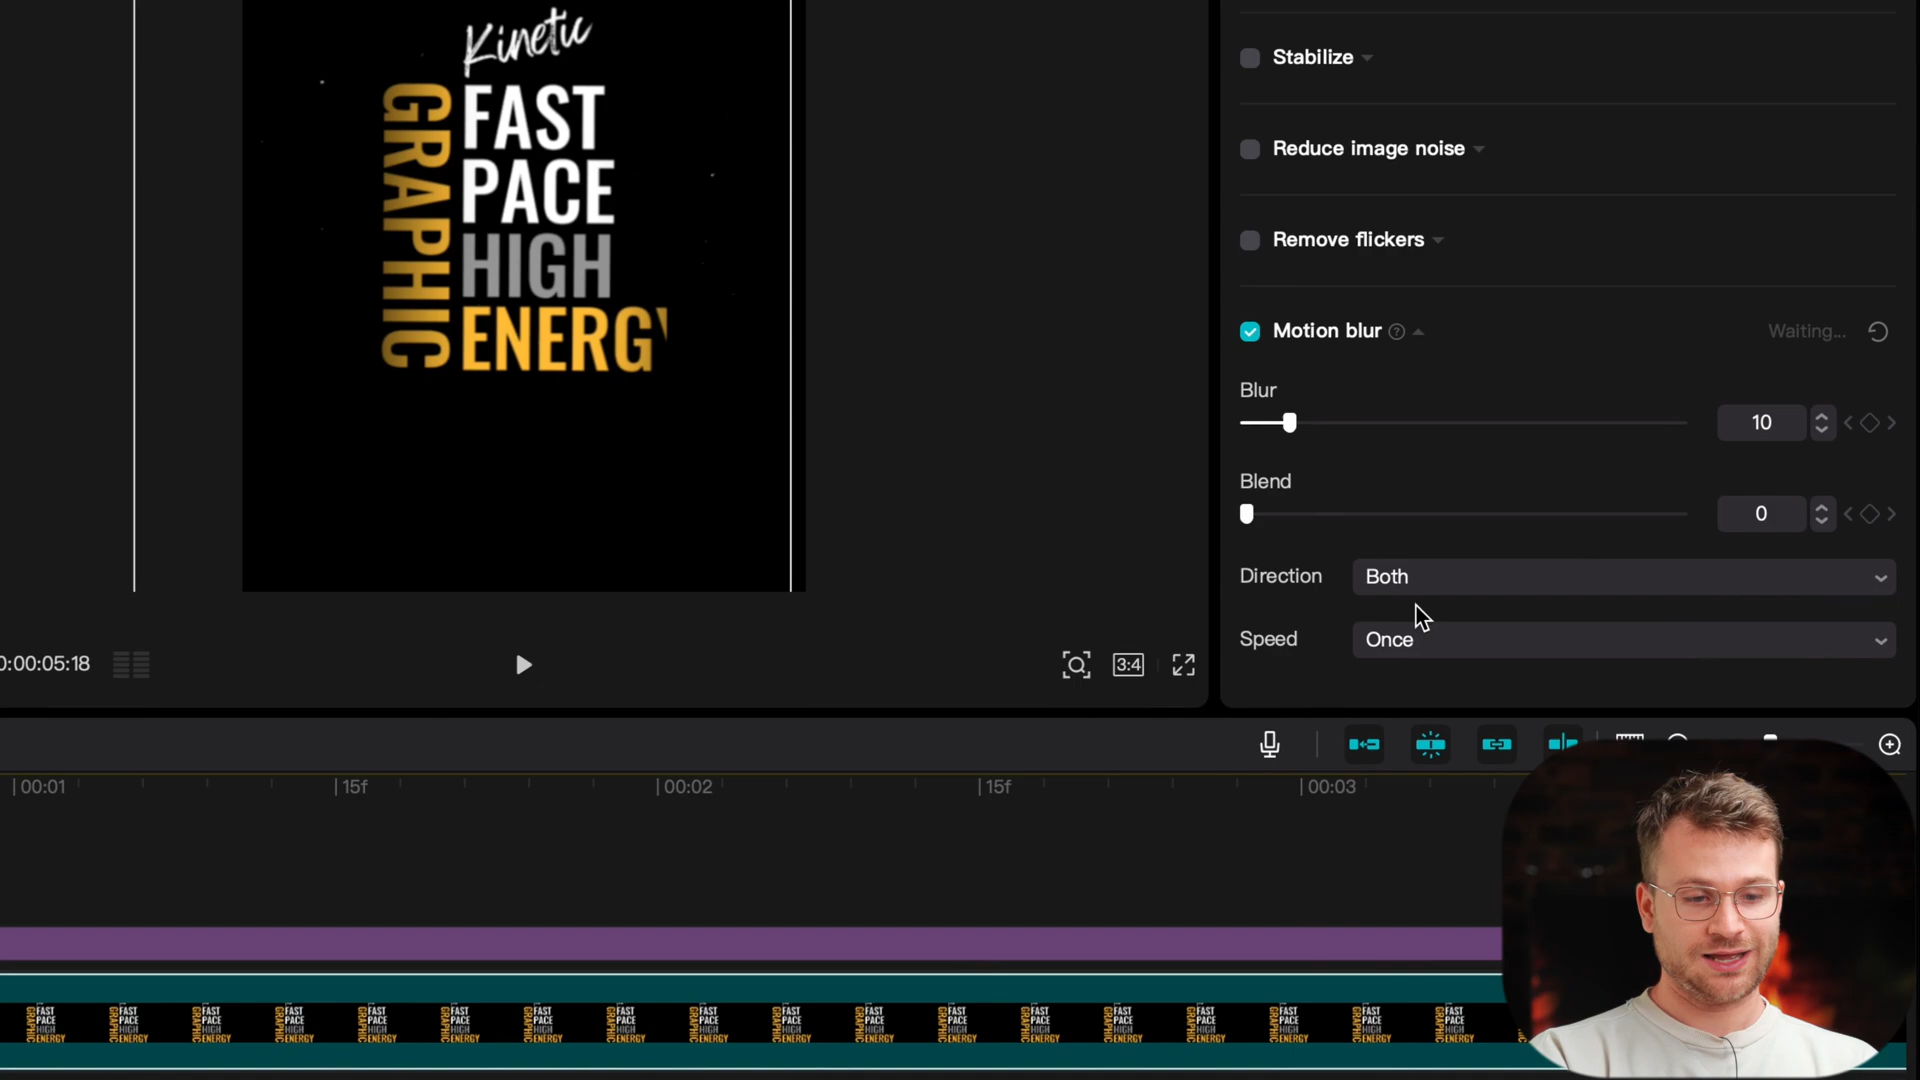 Kinetic
GRAPHIC
FAST
PACE
HIGH
ENERGY
Stabilize
Reduce image noise
Remove flickers
Motion blur
Waiting...
Blur
10
Blend
0
Direction
Both
Speed
Once
0:00:05:18
3:4
00:01
15f
00:02
15f
00:03